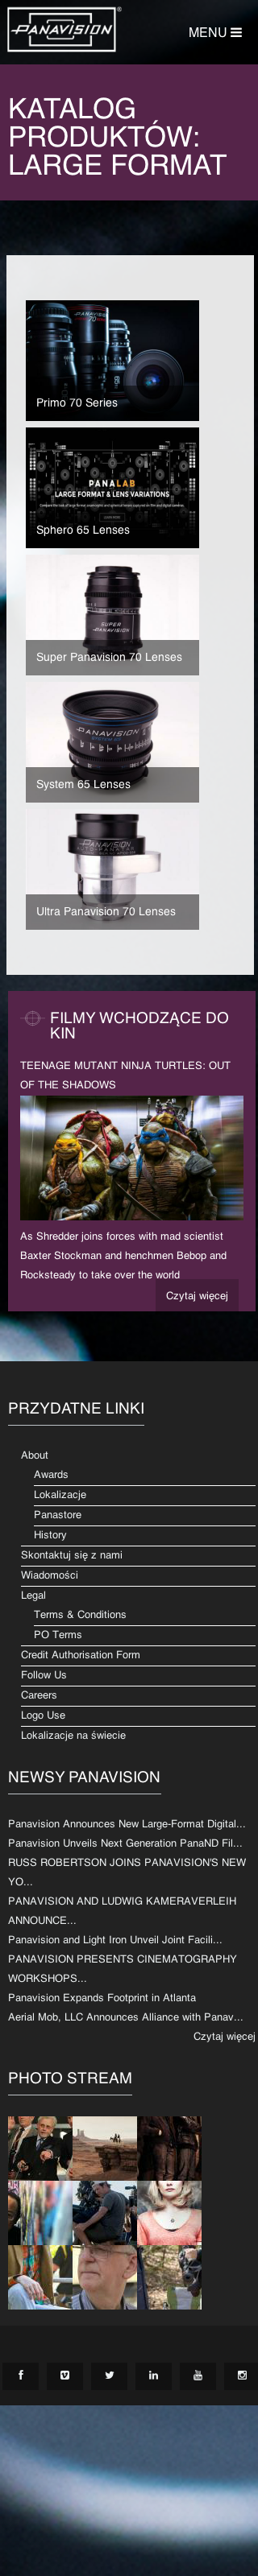 PANAVISION®
MENU
KATALOG
PRODUKTÓW:
LARGE FORMAT
Primo 70 Series
PANALAB
LARGE FORMAT & LENS VARIATIONS
Sphero 65 Lenses
SUPER
PANAVISION
Super Panavision 70 Lenses
PANAVISION
System 65 Lenses
Ultra Panavision 70 Lenses
FILMY WCHODZĄCE DO
KIN
TEENAGE MUTANT NINJA TURTLES: OUT
OF THE SHADOWS
As Shredder joins forces with mad scientist
Baxter Stockman and henchmen Bebop and
Rocksteady to take over the world
Czytaj więcej
PRZYDATNE LINKI
About
Awards
Lokalizacje
Panastore
History
Skontaktuj się z nami
Wiadomości
Legal
Terms & Conditions
PO Terms
Credit Authorisation Form
Follow Us
Careers
Logo Use
Lokalizacje na świecie
NEWSY PANAVISION
Panavision Announces New Large-Format Digital...
Panavision Unveils Next Generation PanaND Fil...
RUSS ROBERTSON JOINS PANAVISION'S NEW
YO...
PANAVISION AND LUDWIG KAMERAVERLEIH
ANNOUNCE...
Panavision and Light Iron Unveil Joint Facili...
PANAVISION PRESENTS CINEMATOGRAPHY
WORKSHOPS...
Panavision Expands Footprint in Atlanta
Aerial Mob, LLC Announces Alliance with Panav...
Czytaj więcej
PHOTO STREAM